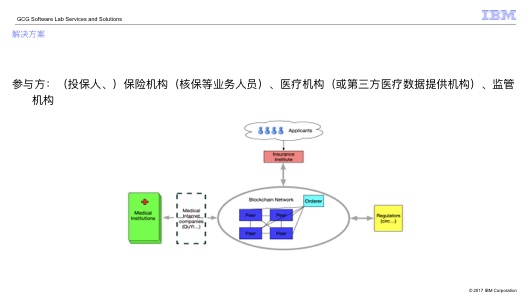 GCG Software Lab Services and Solutions
IBM
解决方案
参与方：（投保人、）保险机构（核保等业务人员）、医疗机构（或第三方医疗数据提供机构）、监管
机构
Applicants
Insurance
Institute
Blockchain Network
Orderer
Peer
Peer
Peer
Peer
Medical
Institutions
Medical
Internet
companies
(QuYi...)
Regulators
(circ...)
© 2017 IBM Corporation